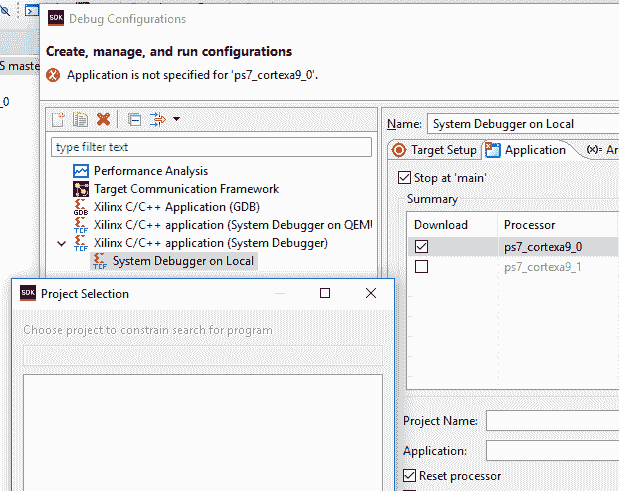 SDK Debug Configurations
Create, manage, and run configurations
Application is not specified for 'ps7_cortexa9_0'.
S maste
_0
type filter text
Performance Analysis
Target Communication Framework
GDB Xilinx C/C++ Application (GDB)
TCF Xilinx C/C++ application (System Debugger on QEMU
TCF Xilinx C/C++ application (System Debugger)
TCF System Debugger on Local
Name: System Debugger on Local
Target Setup Application (x)= Ar
Stop at 'main'
Summary
Download Processor
ps7_cortexa9_0
ps7_cortexa9_1
Project Name:
Application:
Reset processor
SDK Project Selection
Choose project to constrain search for program